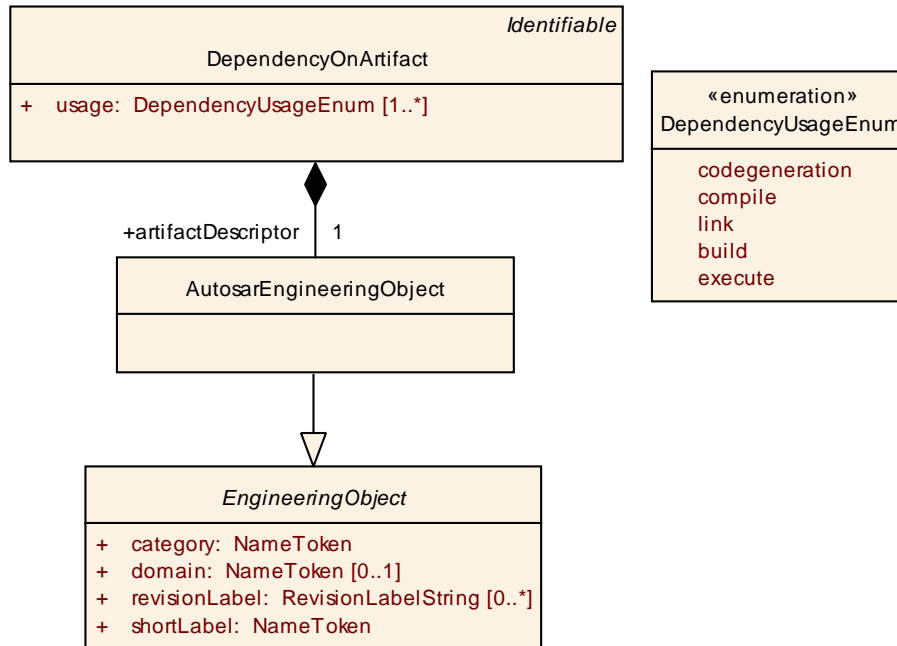 Identifiable
DependencyOnArtifact
+ usage: DependencyUsageEnum [1..*]
«enumeration»
DependencyUsageEnum
codegeneration
compile
link
build
execute
+artifactDescriptor 1
AutosarEngineeringObject
EngineeringObject
+ category: NameToken
+ domain: NameToken [0..1]
+ revisionLabel: RevisionLabelString [0..*]
+ shortLabel: NameToken